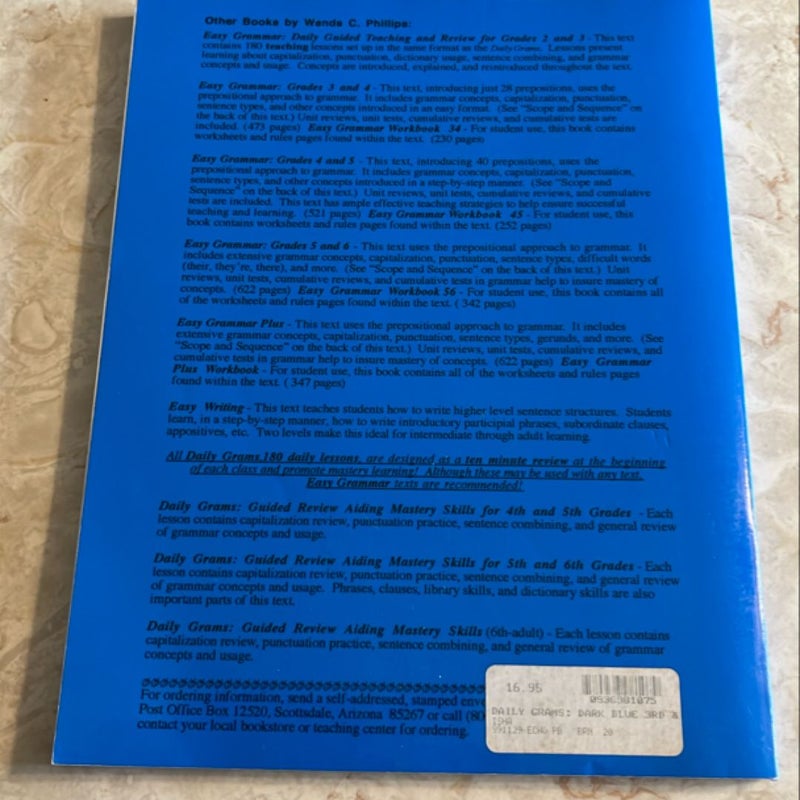 Other Books by Wanda C. Phillips:
Easy Grammar: Daily Guided Teaching and Review for Grades 2 and 3 - This text
contains 180 teaching lessons set up in the same format as the Daily Grams. Lessons present
learning about capitalization, punctuation, dictionary usage, sentence combining, and grammar
concepts and usage. Concepts are introduced, explained, and reintroduced throughout the text.
Easy Grammar: Grades 3 and 4 - This text, introducing just 28 prepositions, uses the
prepositional approach to grammar. It includes grammar concepts, capitalization, punctuation,
sentence types, and other concepts introduced in an easy format. (See "Scope and Sequence" on
the back of this text.) Unit reviews, unit tests, cumulative reviews, and cumulative tests are
included. (473 pages) Easy Grammar Workbook 34 - For student use, this book contains
worksheets and rules pages found within the text. (230 pages)
Easy Grammar: Grades 4 and 5 - This text, introducing 40 prepositions, uses the
prepositional approach to grammar. It includes grammar concepts, capitalization, punctuation,
sentence types, and other concepts introduced in a step-by-step manner. (See "Scope and
Sequence" on the back of this text.) Unit reviews, unit tests, cumulative reviews, and cumulative
tests are included. This text has ample effective teaching strategies to help ensure successful
teaching and learning. (521 pages) Easy Grammar Workbook 45 - For student use, this
book contains worksheets and rules pages found within the text. (252 pages)
Easy Grammar: Grades 5 and 6 - This text uses the prepositional approach to grammar. It
includes extensive grammar concepts, capitalization, punctuation, sentence types, difficult words
(their, they're, there), and more. (See "Scope and Sequence" on the back of this text.) Unit
reviews, unit tests, cumulative reviews, and cumulative tests in grammar help to insure mastery of
concepts. (622 pages) Easy Grammar Workbook 56 - For student use, this book contains all
of the worksheets and rules pages found within the text. ( 342 pages)
Easy Grammar Plus - This text uses the prepositional approach to grammar. It includes
extensive grammar concepts, capitalization, punctuation, sentence types, gerunds, and more. (See
"Scope and Sequence" on the back of this text.) Unit reviews, unit tests, cumulative reviews, and
cumulative tests in grammar help to insure mastery of concepts. (622 pages) Easy Grammar
Plus Workbook - For student use, this book contains all of the worksheets and rules pages
found within the text. ( 347 pages)
Easy Writing - This text teaches students how to write higher level sentence structures. Students
learn, in a step-by-step manner, how to write introductory participial phrases, subordinate clauses,
appositives, etc. Two levels make this ideal for intermediate through adult learning.
All Daily Grams,180 daily lessons, are designed as a ten minute review at the beginning
of each class and promote mastery learning! Although these may be used with any text,
Easy Grammar texts are recommended!
Daily Grams: Guided Review Aiding Mastery Skills for 4th and 5th Grades - Each
lesson contains capitalization review, punctuation practice, sentence combining, and general review
of grammar concepts and usage.
Daily Grams: Guided Review Aiding Mastery Skills for 5th and 6th Grades - Each
lesson contains capitalization review, punctuation practice, sentence combining, and general review
of grammar concepts and usage. Phrases, clauses, library skills, and dictionary skills are also
important parts of this text.
Daily Grams: Guided Review Aiding Mastery Skills (6th-adult) - Each lesson contains
capitalization review, punctuation practice, sentence combining, and general review of grammar
concepts and usage.
For ordering information, send a self-addressed, stamped enve
Post Office Box 12520, Scottsdale, Arizona 85267 or call (80
contact your local bookstore or teaching center for ordering.
16.95
0936981075
DAILY GRAMS: DARK BLUE 3RD &
991129 ECHO PB BRM 20